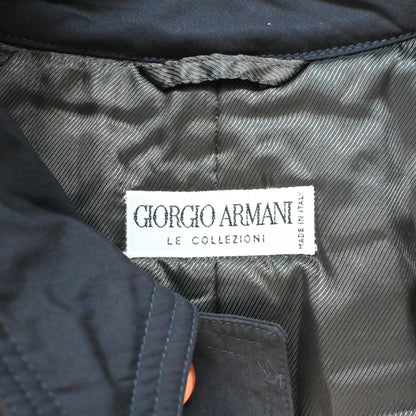 GIORGIO ARMANI
LE COLLEZIONI
MADE IN ITALY